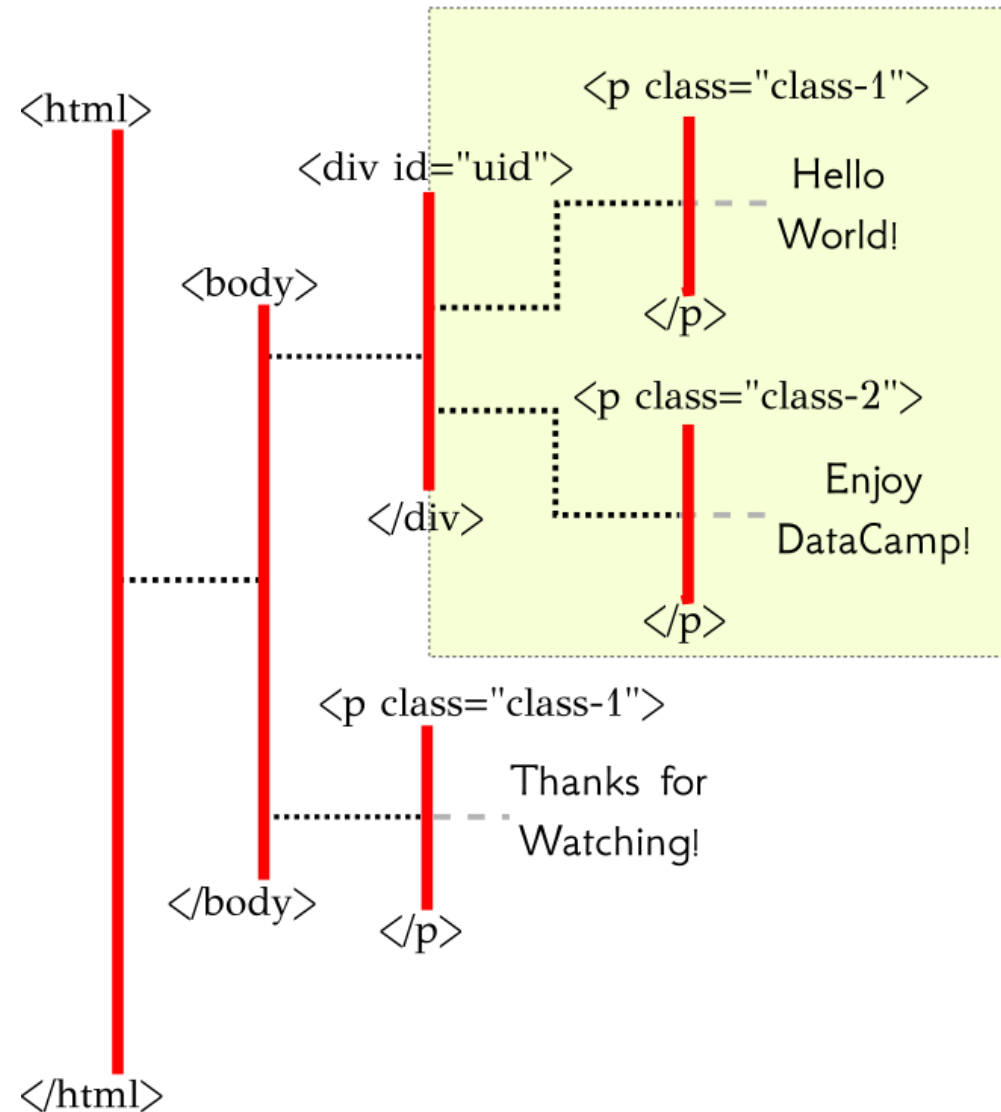 <html>
<body>
<div id="uid">
<p class="class-1">
Hello
World!
</p>
<p class="class-2">
Enjoy
DataCamp!
</p>
</div>
<p class="class-1">
Thanks for
Watching!
</p>
</body>
</html>